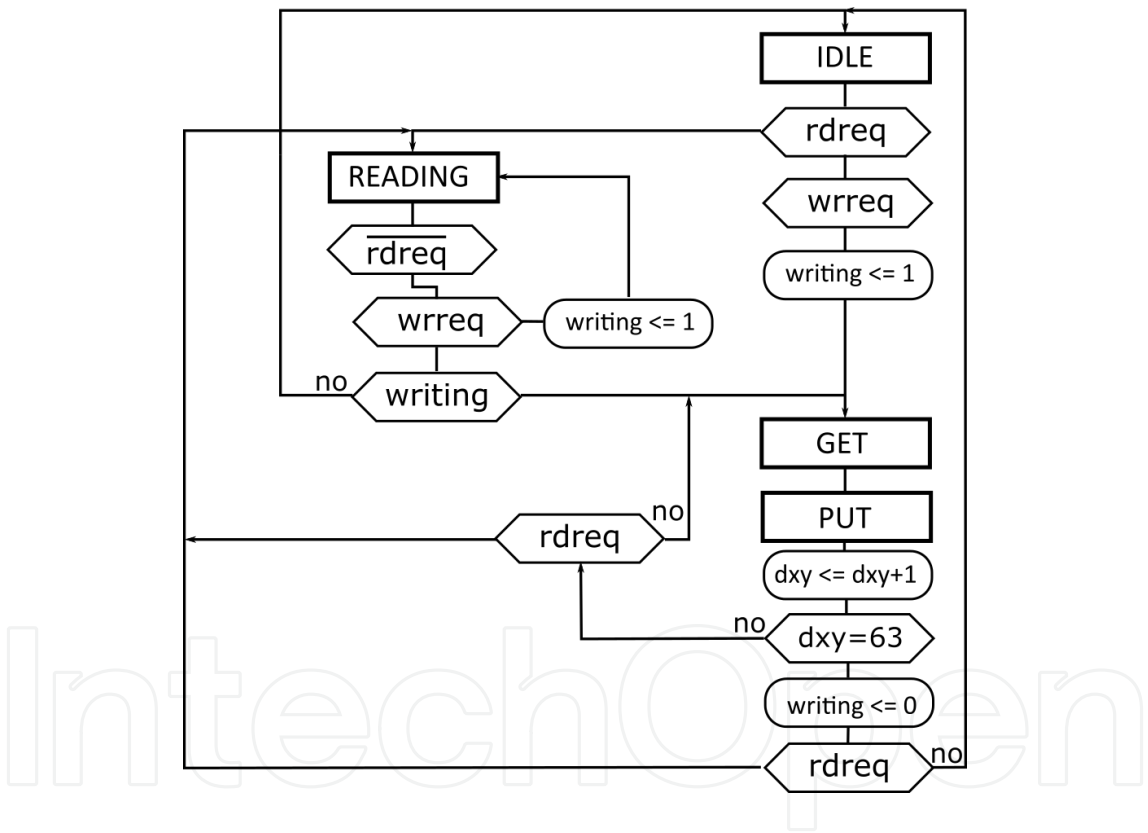 IDLE
rdreq
READING
wrreq
r̅d̅r̅e̅q̅
writing <= 1
wrreq
writing <= 1
no
writing
GET
no
PUT
rdreq
dxy <= dxy+1
no
dxy=63
writing <= 0
no
rdreq
IntechOpen